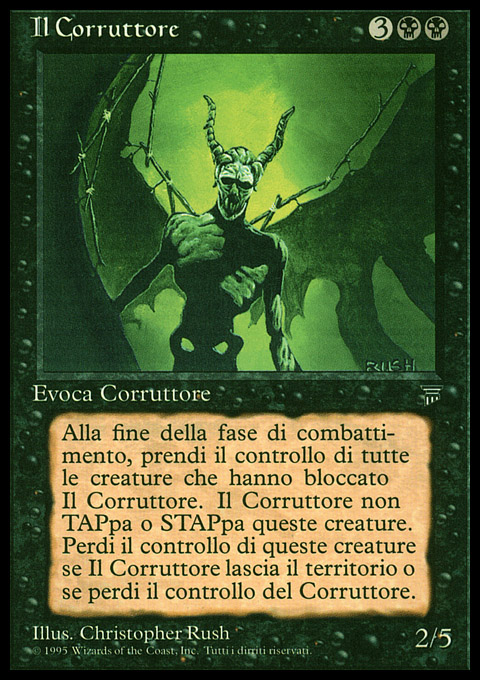 Il Corruttore
3
RUSH
Evoca Corruttore
Alla fine della fase di combatti-
mento, prendi il controllo di tutte
le creature che hanno bloccato
Il Corruttore. Il Corruttore non
TAPpa o STAPpa queste creature.
Perdi il controllo di queste creature
se Il Corruttore lascia il territorio o
se perdi il controllo del Corruttore.
Illus. Christopher Rush
2/5
© 1995 Wizards of the Coast, Inc. Tutti i dirriti riservati.